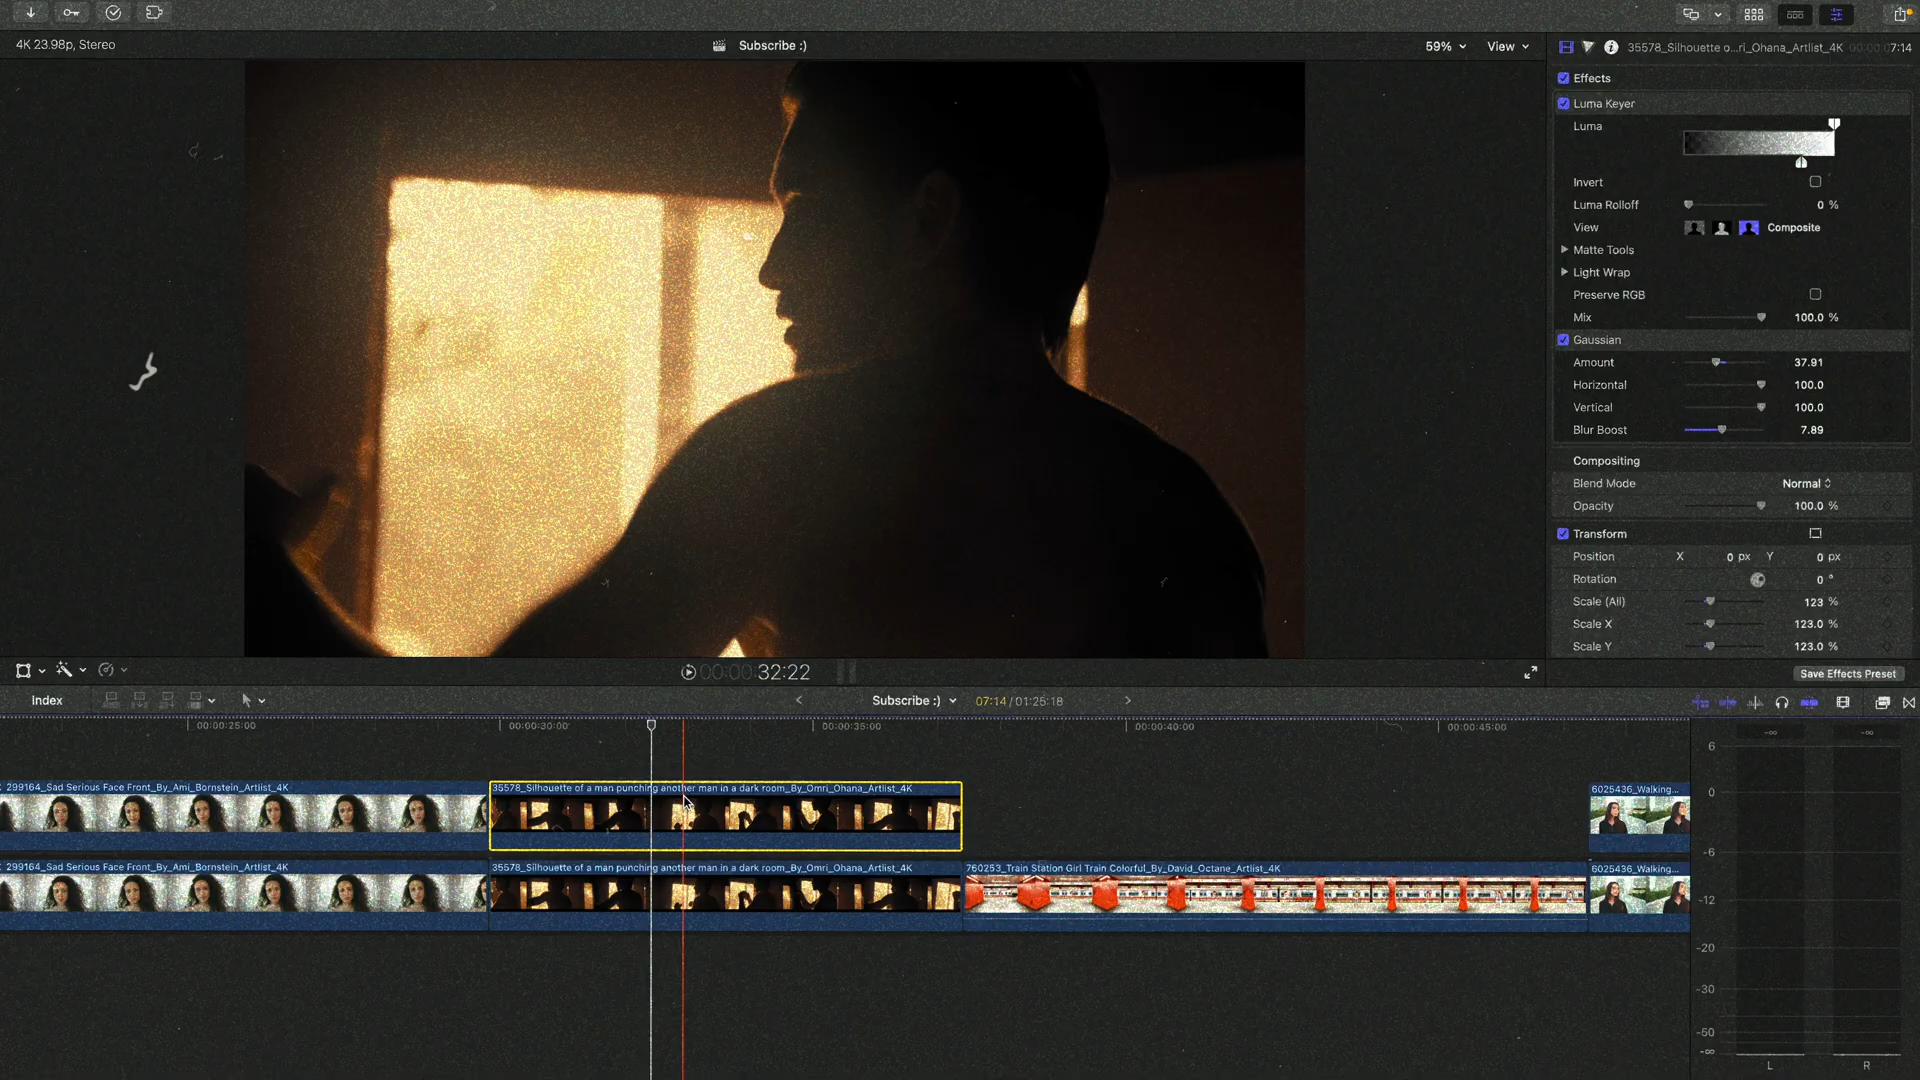 4K 23.98p, Stereo
Subscribe :)
59%
View
35578_Silhouette o...ri_Ohana_Artlist_4K
00:00:07:14
Effects
Luma Keyer
Luma
Invert
Luma Rolloff
0 %
View
Composite
Matte Tools
Light Wrap
Preserve RGB
Mix
100.0 %
Gaussian
Amount
37.91
Horizontal
100.0
Vertical
100.0
Blur Boost
7.89
Compositing
Blend Mode
Normal
Opacity
100.0 %
Transform
Position
X
0 px
Y
0 px
Rotation
0 °
Scale (All)
123 %
Scale X
123.0 %
Scale Y
123.0 %
00:00:32:22
Save Effects Preset
Index
Subscribe :)
07:14 / 01:25:18
00:00:25:00
00:00:30:00
00:00:35:00
00:00:40:00
00:00:45:00
299164_Sad Serious Face Front_By_Ami_Bornstein_Artlist_4K
35578_Silhouette of a man punching another man in a dark room_By_Omri_Ohana_Artlist_4K
6025436_Walking...
299164_Sad Serious Face Front_By_Ami_Bornstein_Artlist_4K
35578_Silhouette of a man punching another man in a dark room_By_Omri_Ohana_Artlist_4K
760253_Train Station Girl Train Colorful_By_David_Octane_Artlist_4K
6025436_Walking...
-∞
-∞
6
0
-6
-12
-20
-30
-50
-∞
L
R